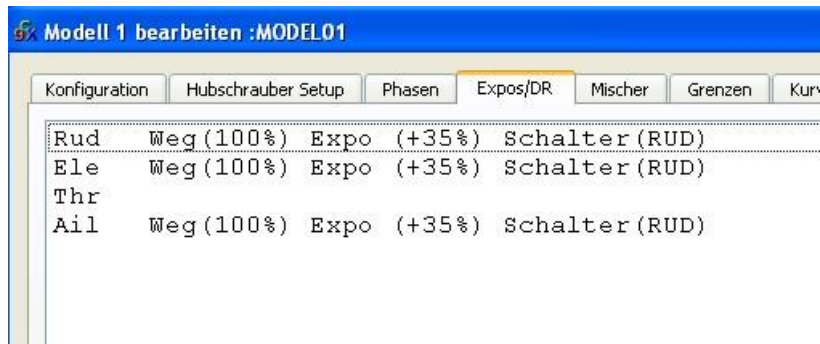 Modell 1 bearbeiten :MODEL01
Konfiguration Hubschrauber Setup Phasen Expos/DR Mischer Grenzen Kurv
Rud Weg(100%) Expo (+35%) Schalter(RUD)
Ele Weg(100%) Expo (+35%) Schalter(RUD)
Thr
Ail Weg(100%) Expo (+35%) Schalter(RUD)